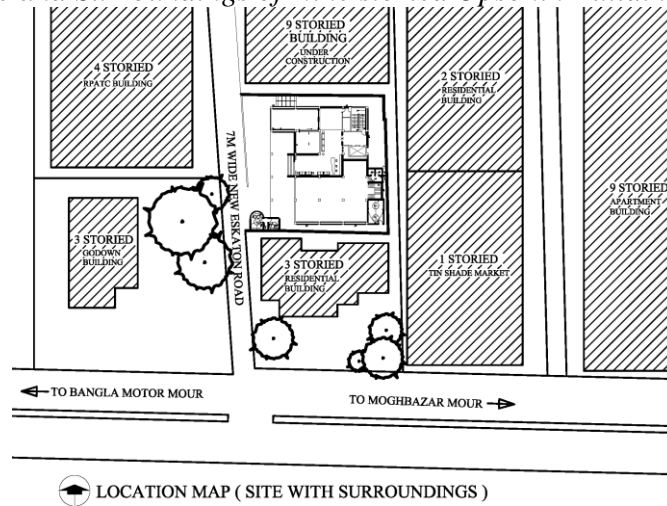 9 STORIED
BUILDING
UNDER
CONSTRUCTION
4 STORIED
RPATC BUILDING
2 STORIED
RESIDENTIAL
BUILDING
7M WIDE NEW ESKATON ROAD
9 STORIED
APARTMENT
BUILDING
3 STORIED
GODOWN
BUILDING
3 STORIED
RESIDENTIAL
BUILDING
1 STORIED
TIN SHADE MARKET
TO BANGLA MOTOR MOUR
TO MOGHBAZAR MOUR
LOCATION MAP ( SITE WITH SURROUNDINGS )